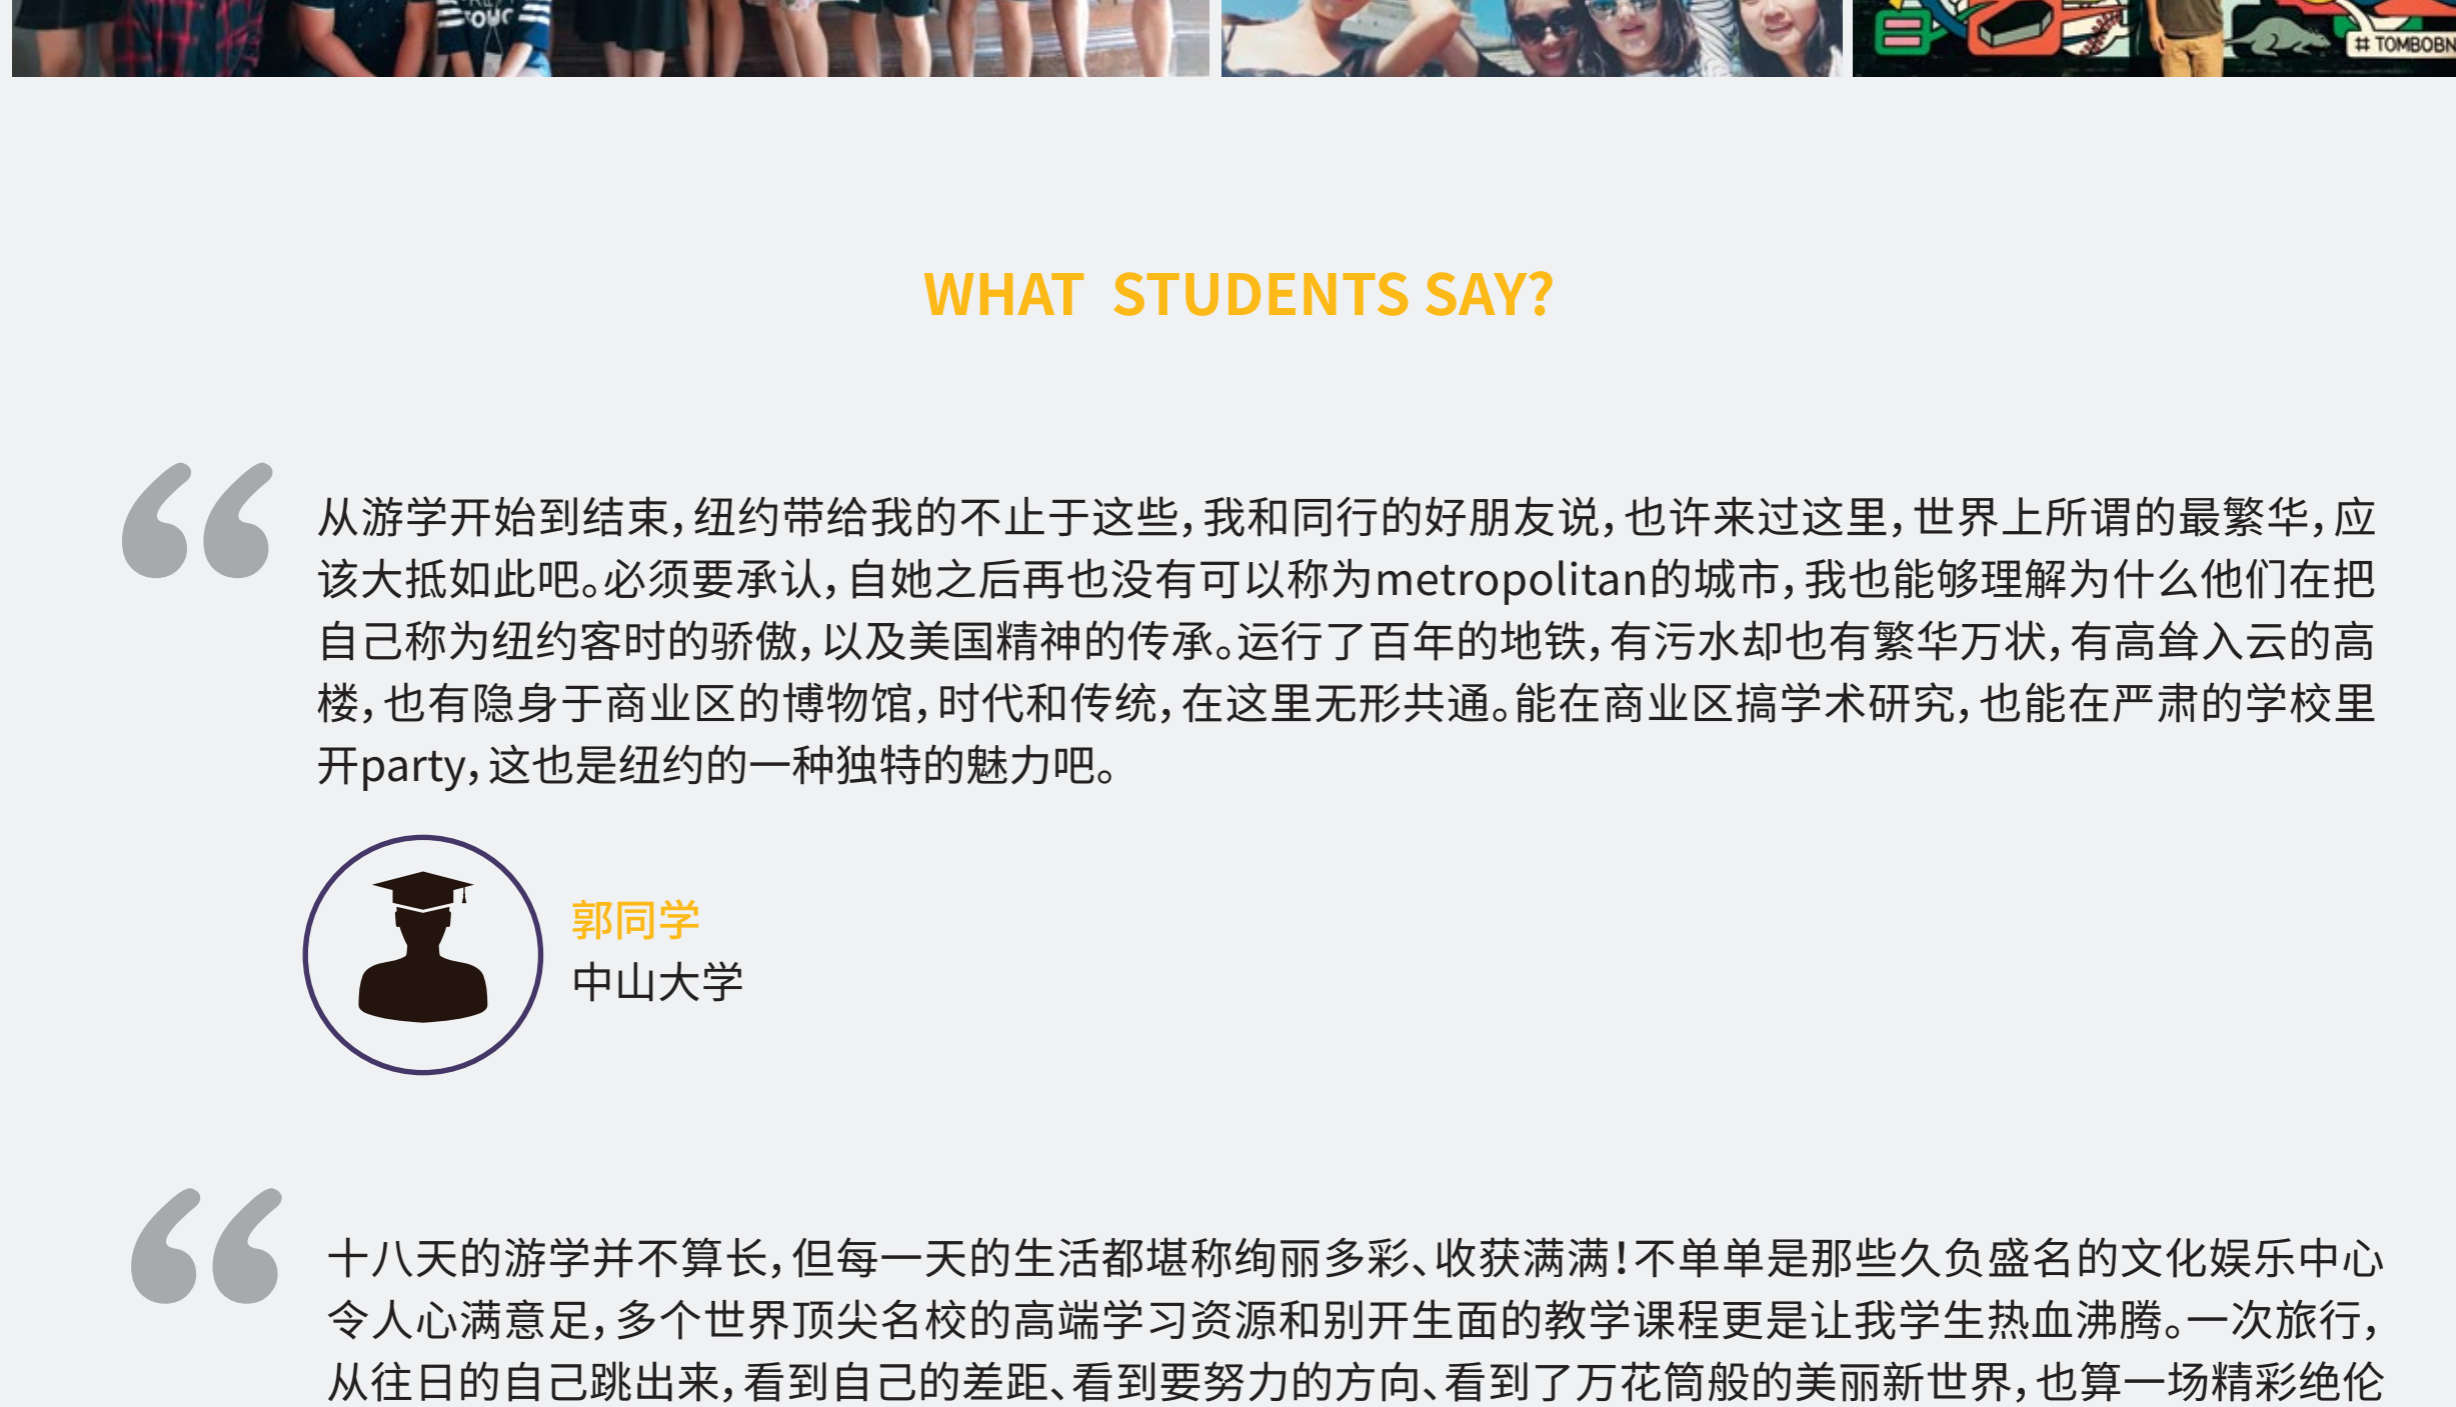 # TOMBOBN
WHAT  STUDENTS SAY?
从游学开始到结束，纽约带给我的不止于这些，我和同行的好朋友说，也许来过这里，世界上所谓的最繁华，应
该大抵如此吧。必须要承认，自她之后再也没有可以称为metropolitan的城市，我也能够理解为什么他们在把
自己称为纽约客时的骄傲，以及美国精神的传承。运行了百年的地铁，有污水却也有繁华万状，有高耸入云的高
楼，也有隐身于商业区的博物馆，时代和传统，在这里无形共通。能在商业区搞学术研究，也能在严肃的学校里
开party，这也是纽约的一种独特的魅力吧。
郭同学
中山大学
十八天的游学并不算长，但每一天的生活都堪称绚丽多彩、收获满满！不单单是那些久负盛名的文化娱乐中心
令人心满意足，多个世界顶尖名校的高端学习资源和别开生面的教学课程更是让我学生热血沸腾。一次旅行，
从往日的自己跳出来，看到自己的差距、看到要努力的方向、看到了万花筒般的美丽新世界，也算一场精彩绝伦